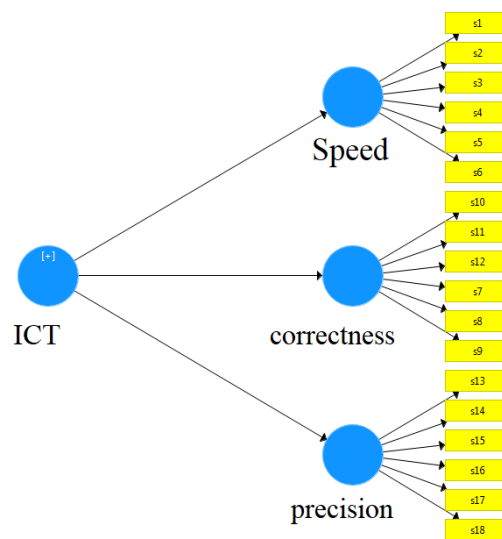 s1
s2
s3
s4
s5
s6
Speed
s10
s11
s12
s7
s8
s9
[+]
ICT
correctness
s13
s14
s15
s16
s17
s18
precision